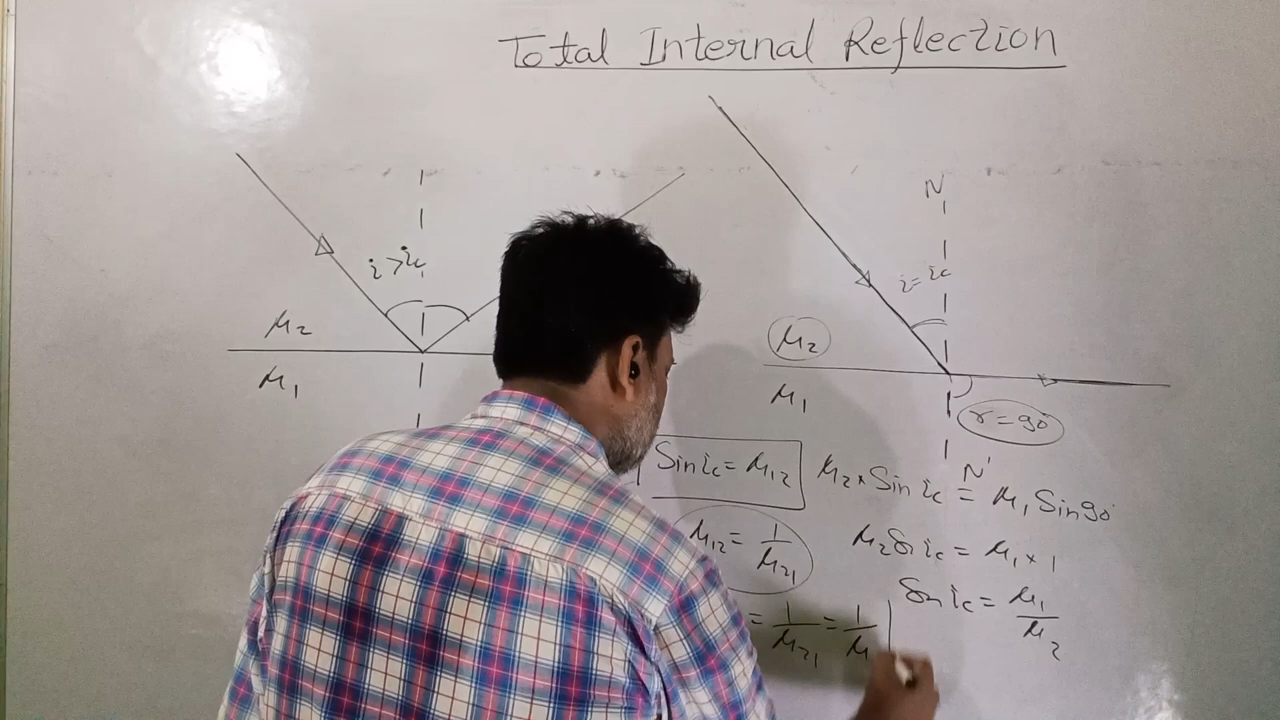 Total Internal Reflection
i > ic
μ2
μ1
N
i = ic
μ2
μ1
r = 90°
N'
Sin ic = μ12
μ2 × Sin ic = μ1 Sin 90°
μ12 = 1/μ21
μ2 Sin ic = μ1 × 1
Sin ic = μ1/μ2
= 1/μ21 = 1/μ